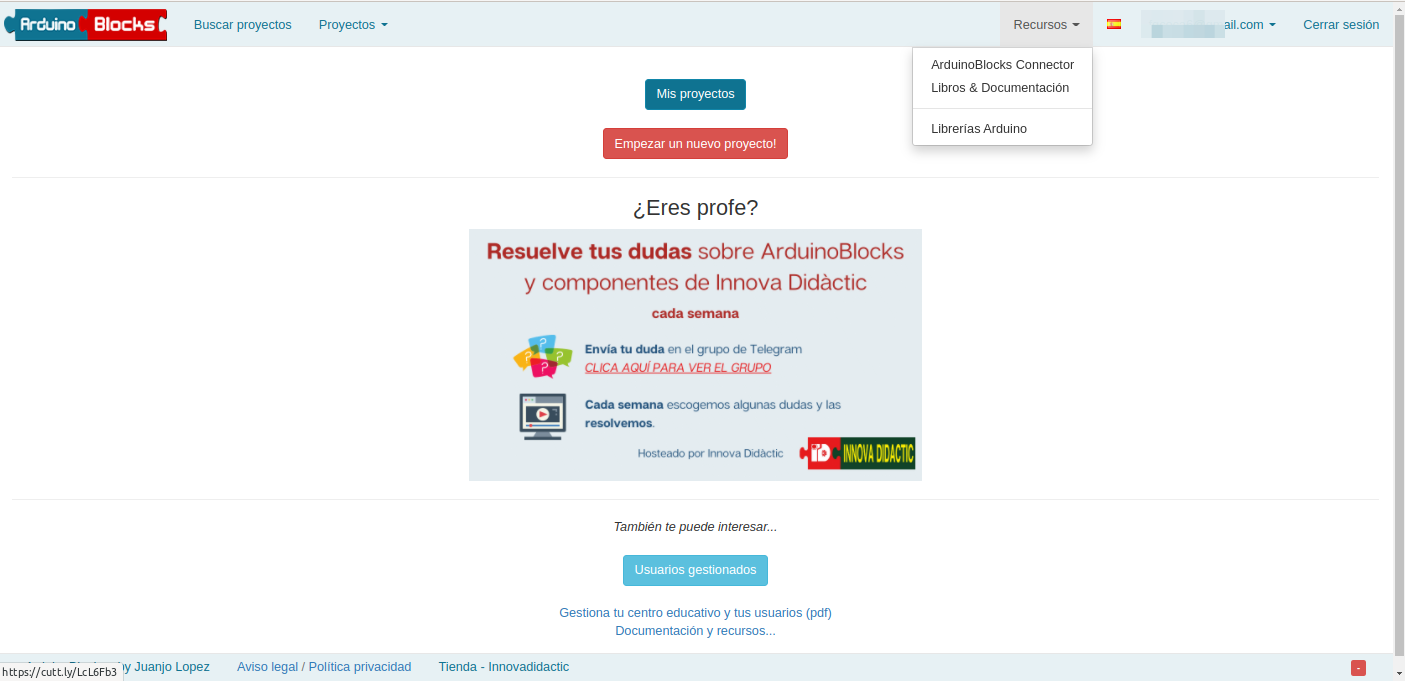 Arduino Blocks
Buscar proyectos
Proyectos
Recursos
ail.com
Cerrar sesión
ArduinoBlocks Connector
Libros & Documentación
Librerías Arduino
Mis proyectos
Empezar un nuevo proyecto!
¿Eres profe?
Resuelve tus dudas sobre ArduinoBlocks
y componentes de Innova Didàctic
cada semana
Envía tu duda en el grupo de Telegram
CLICA AQUÍ PARA VER EL GRUPO
Cada semana escogemos algunas dudas y las
resolvemos.
Hosteado por Innova Didàctic
iD INNOVA DIDACTIC
También te puede interesar...
Usuarios gestionados
Gestiona tu centro educativo y tus usuarios (pdf)
Documentación y recursos...
by Juanjo Lopez
Aviso legal / Política privacidad
Tienda - Innovadidactic
-
https://cutt.ly/LcL6Fb3